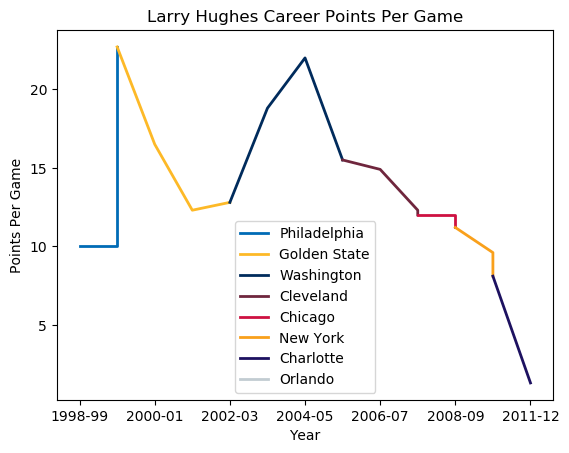 Larry Hughes Career Points Per Game
Points Per Game
20
15
10
5
Philadelphia
Golden State
Washington
Cleveland
Chicago
New York
Charlotte
Orlando
1998-99 2000-01 2002-03 2004-05 2006-07 2008-09 2011-12
Year